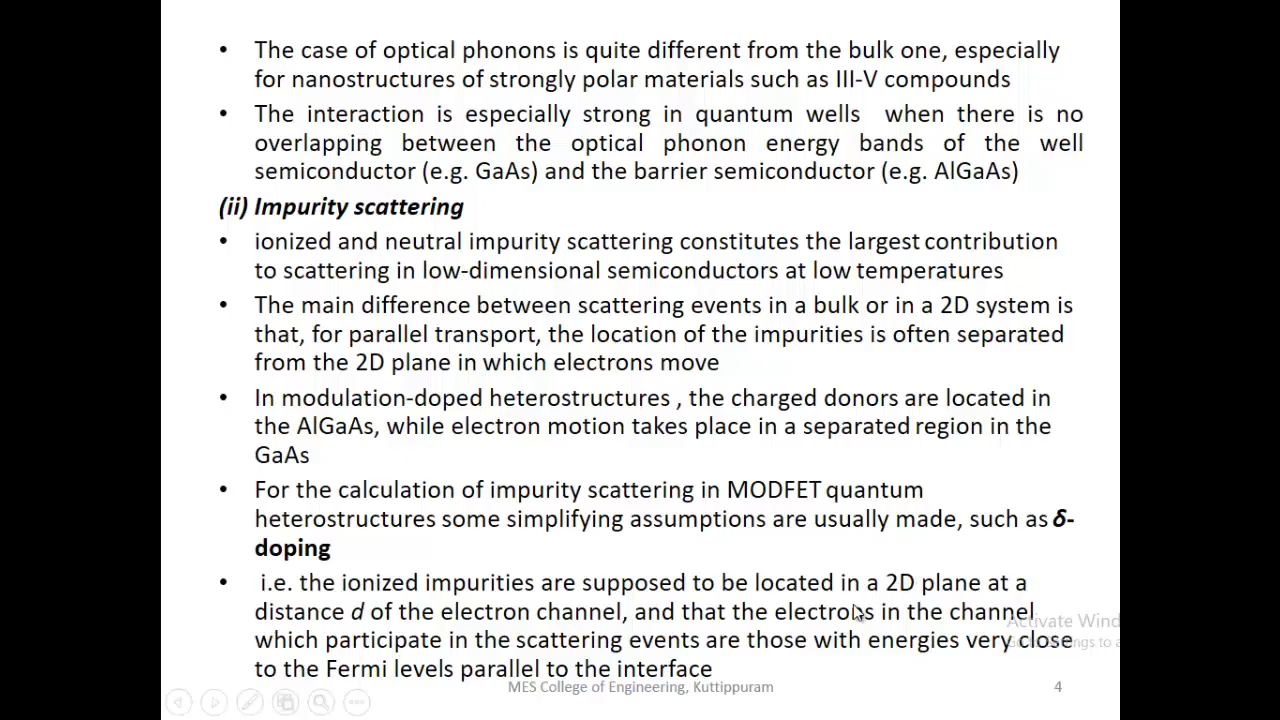 • The case of optical phonons is quite different from the bulk one, especially
for nanostructures of strongly polar materials such as III-V compounds
• The interaction is especially strong in quantum wells when there is no
overlapping between the optical phonon energy bands of the well
semiconductor (e.g. GaAs) and the barrier semiconductor (e.g. AlGaAs)
(ii) Impurity scattering
• ionized and neutral impurity scattering constitutes the largest contribution
to scattering in low-dimensional semiconductors at low temperatures
• The main difference between scattering events in a bulk or in a 2D system is
that, for parallel transport, the location of the impurities is often separated
from the 2D plane in which electrons move
• In modulation-doped heterostructures , the charged donors are located in
the AlGaAs, while electron motion takes place in a separated region in the
GaAs
• For the calculation of impurity scattering in MODFET quantum
heterostructures some simplifying assumptions are usually made, such as δ-
doping
• i.e. the ionized impurities are supposed to be located in a 2D plane at a
distance d of the electron channel, and that the electrons in the channel
which participate in the scattering events are those with energies very close
to the Fermi levels parallel to the interface
Activate Wind
MES College of Engineering, Kuttippuram
4